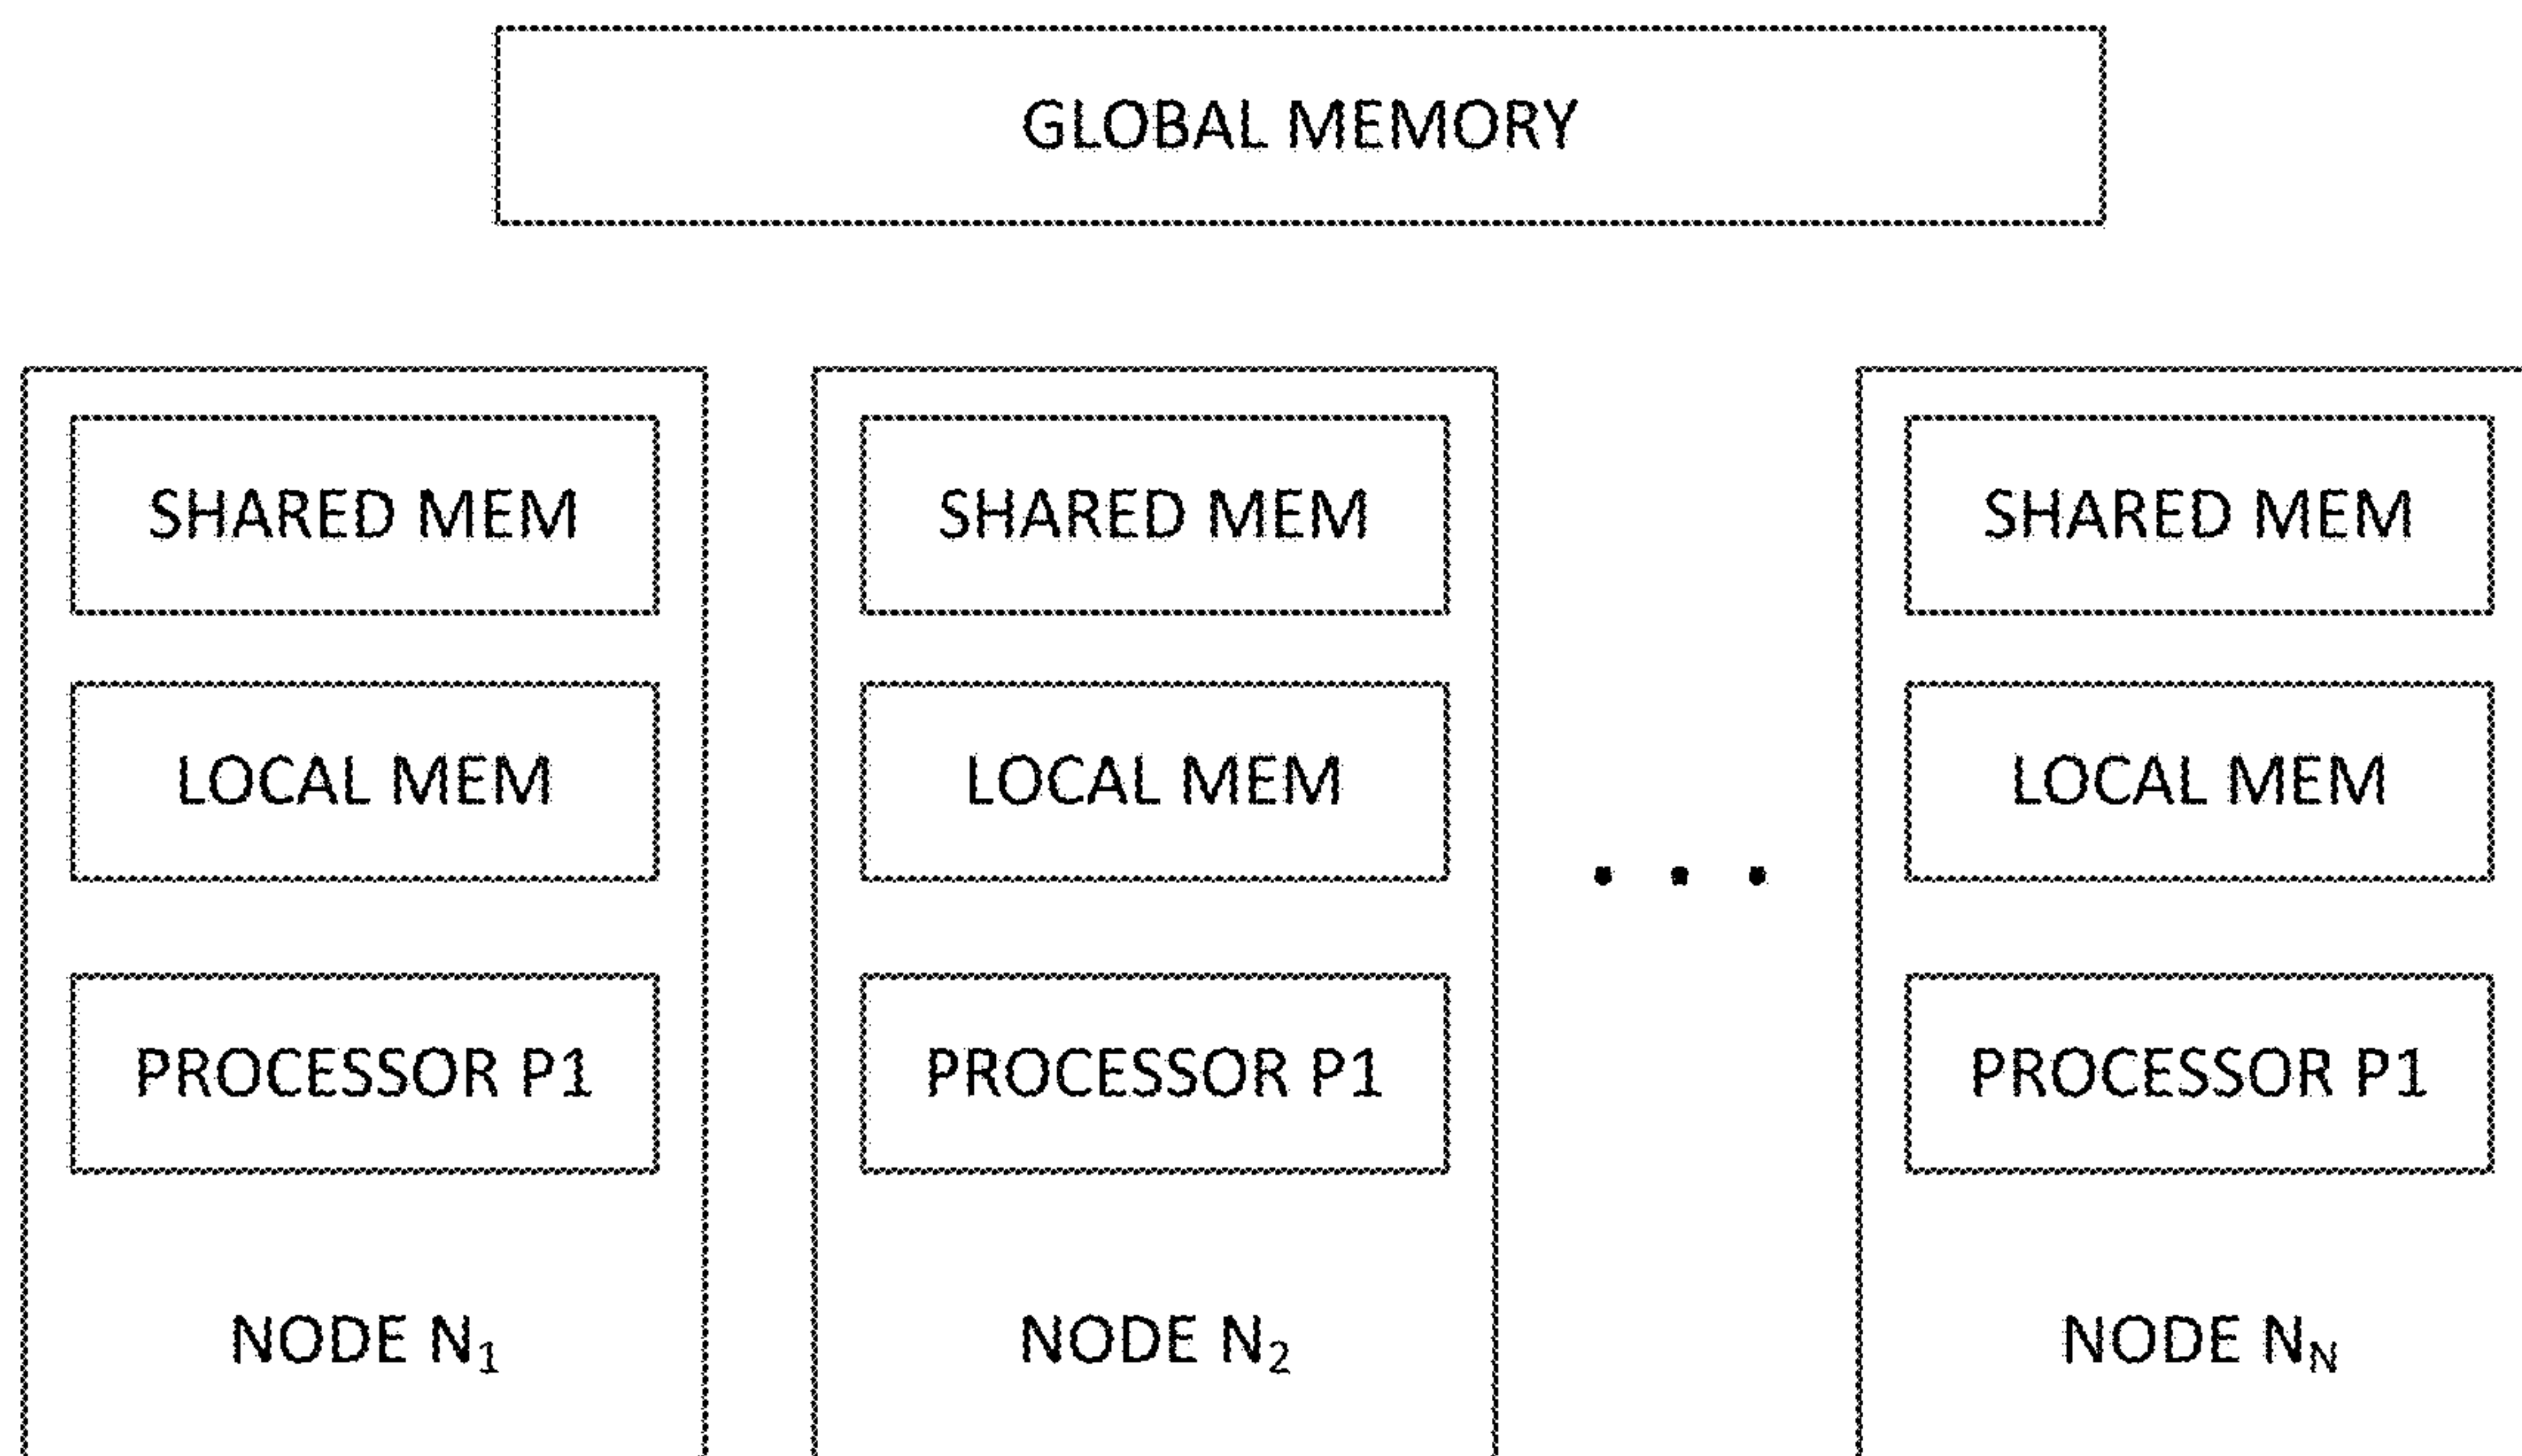 GLOBAL MEMORY
SHARED MEM
LOCAL MEM
PROCESSOR P1
NODE N₁
SHARED MEM
LOCAL MEM
PROCESSOR P1
NODE N₂
. . .
SHARED MEM
LOCAL MEM
PROCESSOR P1
NODE N_N